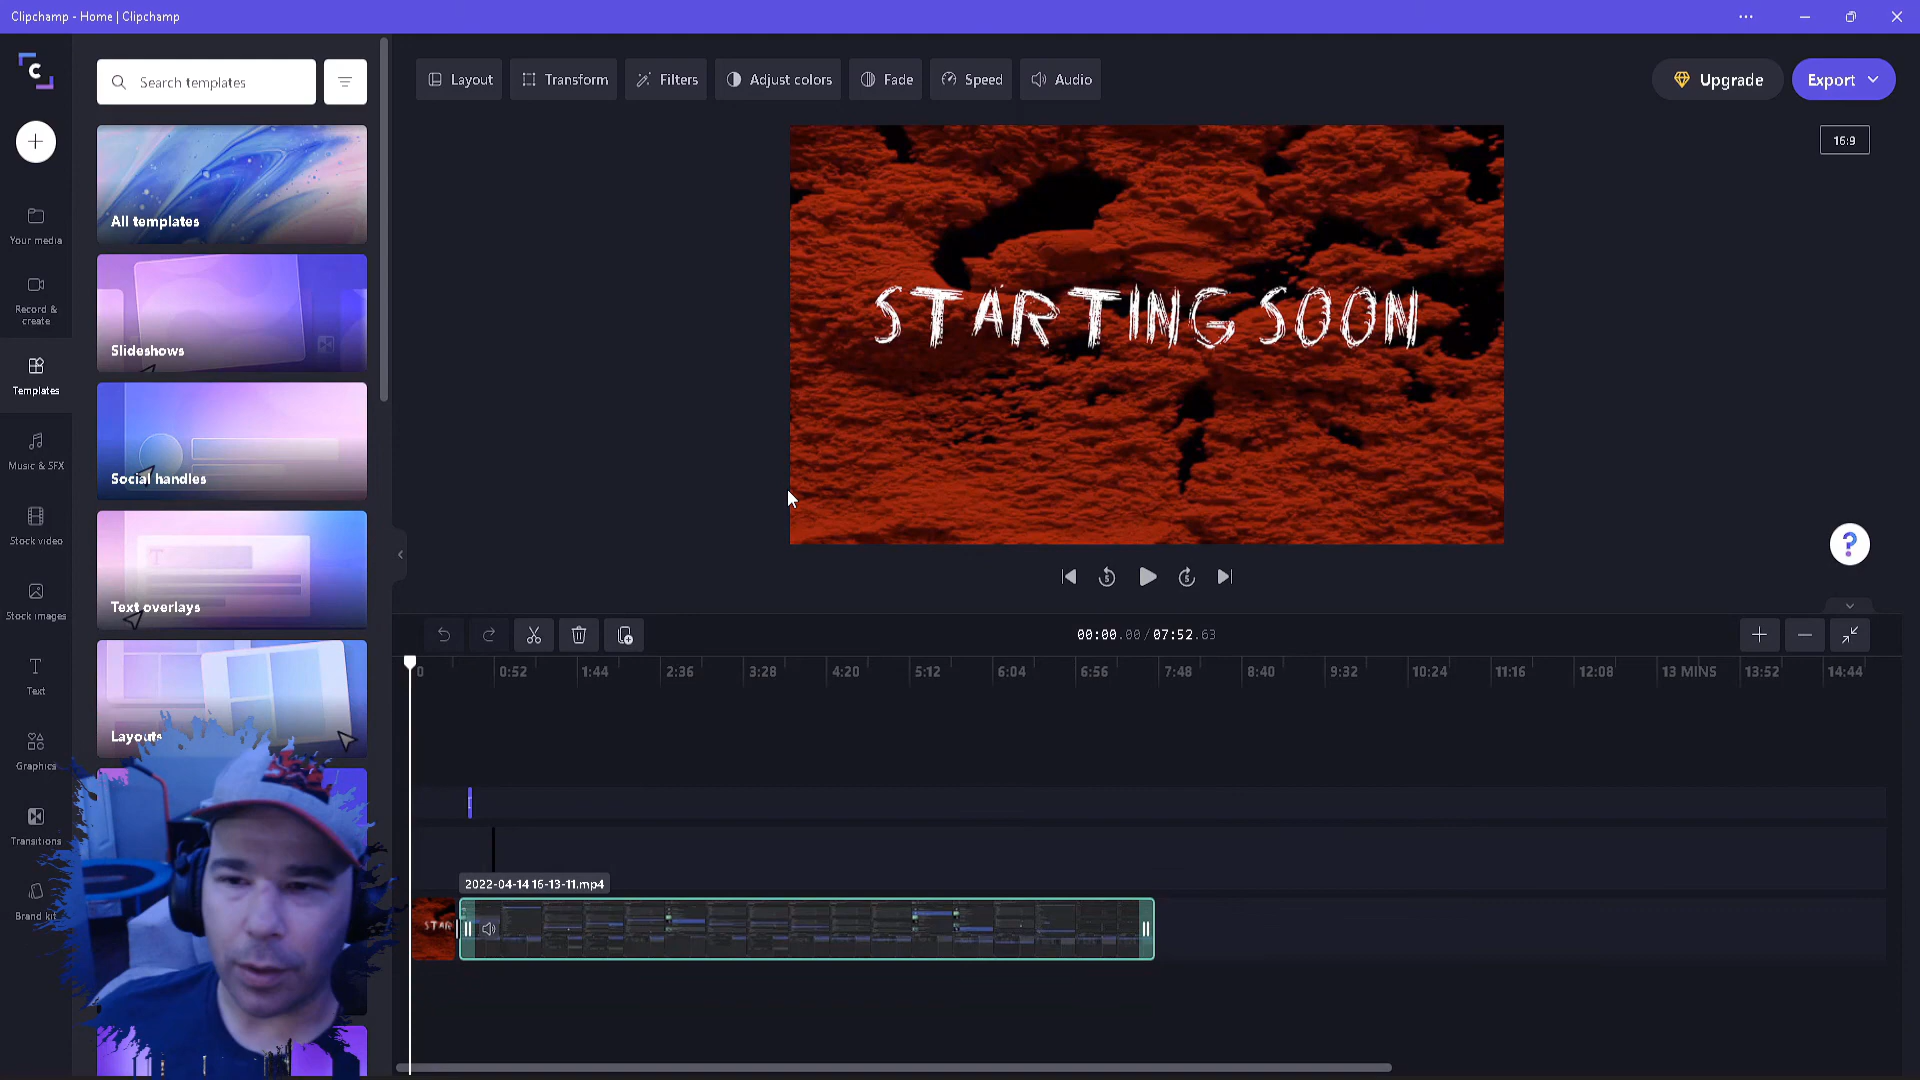 Clipchamp - Home | Clipchamp
Search templates
Layout
Transform
Filters
Adjust colors
Fade
Speed
Audio
Upgrade
Export
16:9
Your media
Record & create
Templates
Music & SFX
Stock video
Stock images
Text
Graphics
Transitions
Brand kit
All templates
Slideshows
Social handles
Text overlays
Layouts
STARTING SOON
00:00.00 / 07:52.63
0 0:52 1:44 2:36 3:28 4:20 5:12 6:04 6:56 7:48 8:40 9:32 10:24 11:16 12:08 13 MINS 13:52 14:44
2022-04-14 16-13-11.mp4
STAR